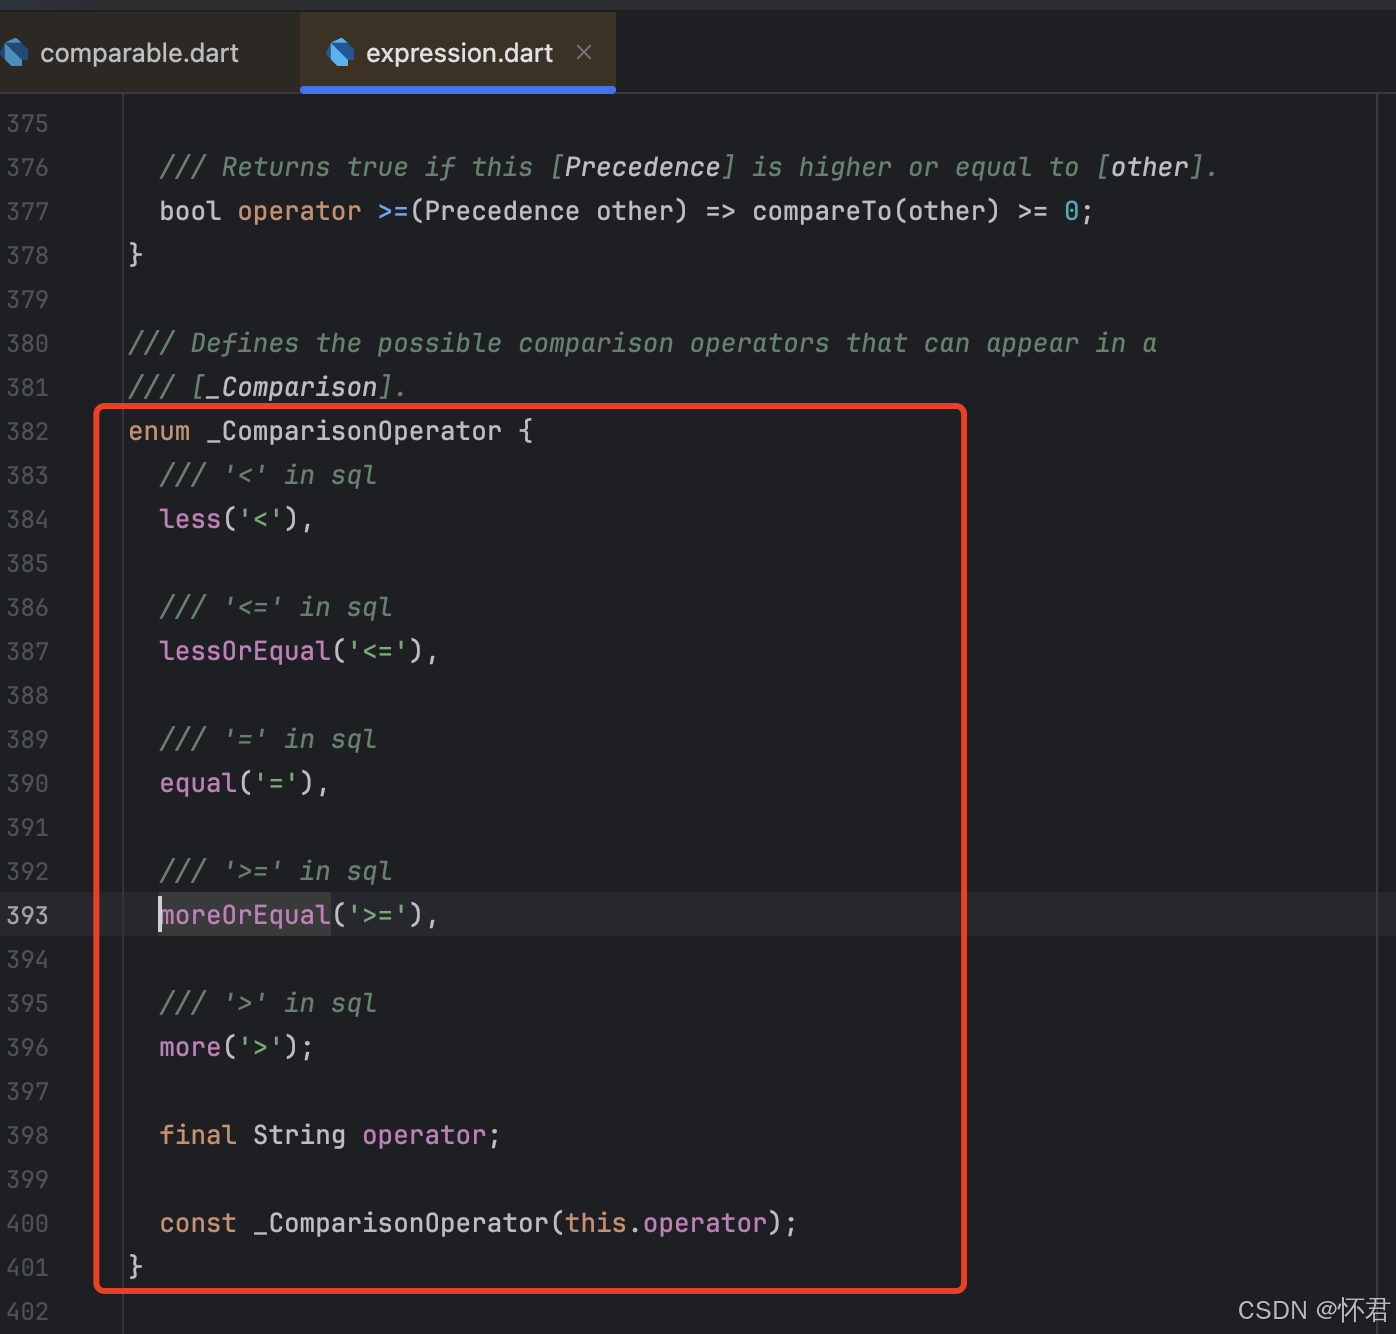 comparable.dart
expression.dart ×
375
376 /// Returns true if this [Precedence] is higher or equal to [other].
377 bool operator >=(Precedence other) => compareTo(other) >= 0;
378 }
379
380 /// Defines the possible comparison operators that can appear in a
381 /// [_Comparison].
382 enum _ComparisonOperator {
383 /// '<' in sql
384 less('<'),
385
386 /// '<=' in sql
387 lessOrEqual('<='),
388
389 /// '=' in sql
390 equal('='),
391
392 /// '>=' in sql
393 moreOrEqual('>='),
394
395 /// '>' in sql
396 more('>');
397
398 final String operator;
399
400 const _ComparisonOperator(this.operator);
401 }
402
CSDN @怀君